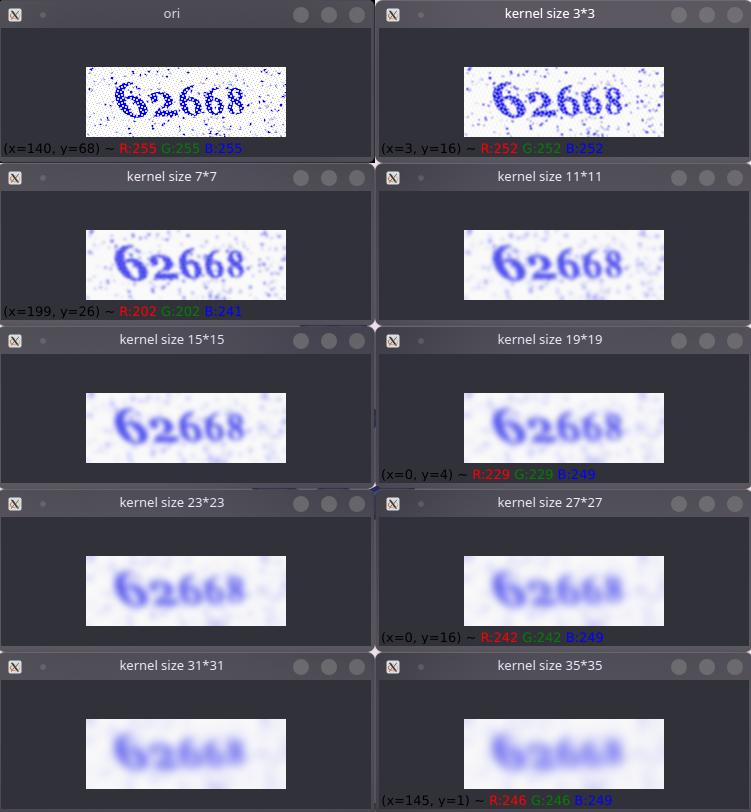 ori
62668
(x=140, y=68) ~ R:255 G:255 B:255
kernel size 3*3
62668
(x=3, y=16) ~ R:252 G:252 B:252
kernel size 7*7
62668
(x=199, y=26) ~ R:202 G:202 B:241
kernel size 11*11
62668
kernel size 15*15
62668
kernel size 19*19
62668
(x=0, y=4) ~ R:229 G:229 B:249
kernel size 23*23
62668
kernel size 27*27
62668
(x=0, y=16) ~ R:242 G:242 B:249
kernel size 31*31
62668
kernel size 35*35
62668
(x=145, y=1) ~ R:246 G:246 B:249